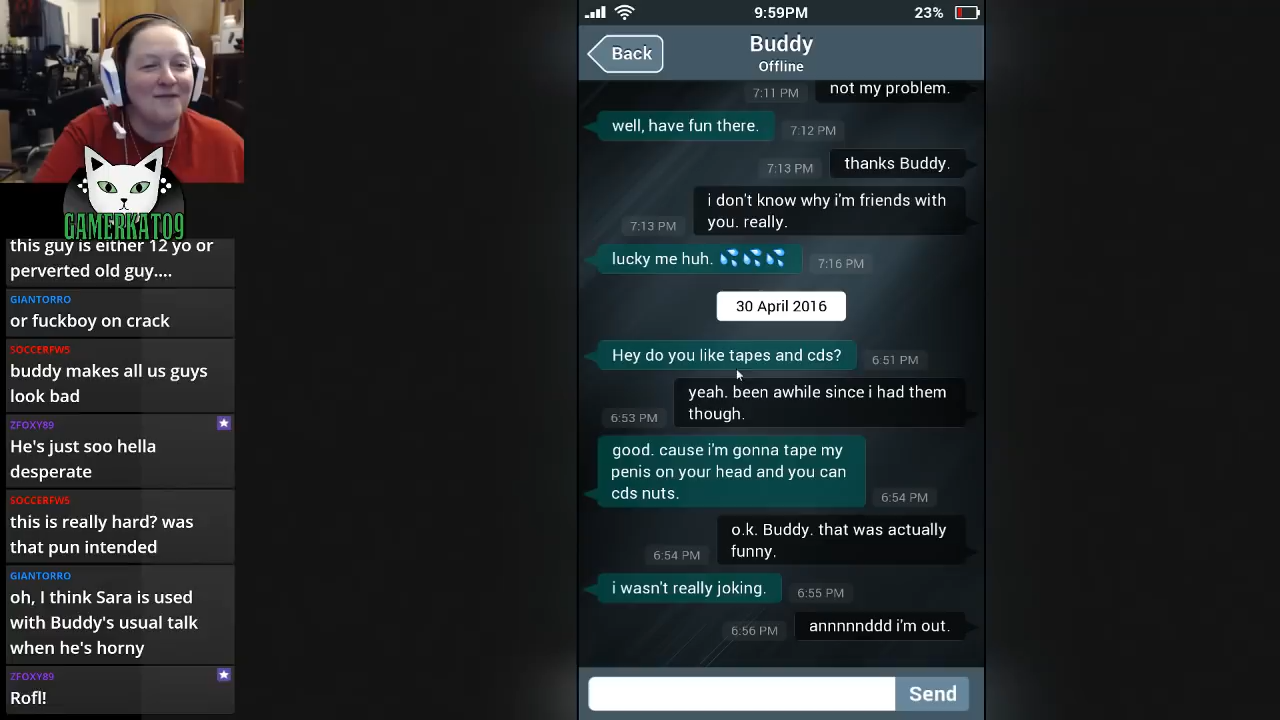 GAMERKAT09
this guy is either 12 yo or
perverted old guy....
GIANTORRO
or fuckboy on crack
SOCCERFW5
buddy makes all us guys
look bad
ZFOXY89
He's just soo hella
desperate
SOCCERFW5
this is really hard? was
that pun intended
GIANTORRO
oh, I think Sara is used
with Buddy's usual talk
when he's horny
ZFOXY89
Rofl!
9:59PM
23%
Back
Buddy
Offline
not my problem.
7:11 PM
well, have fun there.
7:12 PM
thanks Buddy.
7:13 PM
i don't know why i'm friends with
you. really.
7:13 PM
lucky me huh. 💦💦💦
7:16 PM
30 April 2016
Hey do you like tapes and cds?
6:51 PM
yeah. been awhile since i had them
though.
6:53 PM
good. cause i'm gonna tape my
penis on your head and you can
cds nuts.
6:54 PM
o.k. Buddy. that was actually
funny.
6:54 PM
i wasn't really joking.
6:55 PM
annnnnddd i'm out.
6:56 PM
Send